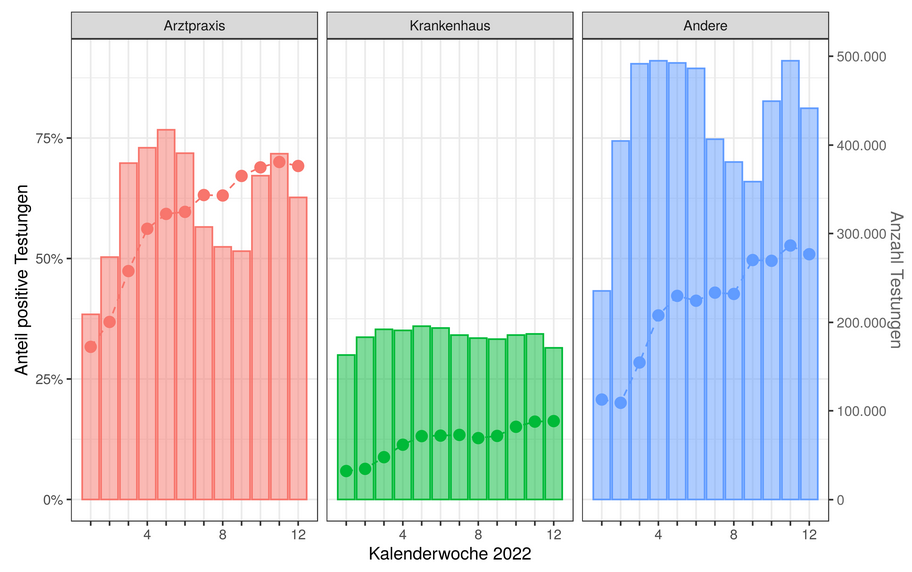 Arztpraxis Krankenhaus Andere
500.000
75%
400.000
50%
300.000
200.000
25%
100.000
0%
0
Anteil positive Testungen
Anzahl Testungen
4 8 12 4 8 12 4 8 12
Kalenderwoche 2022